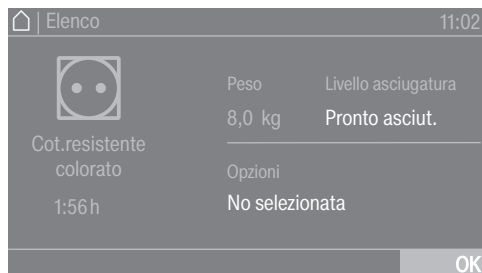 Elenco
11:02
Cot.resistente
colorato
1:56 h
Peso
8,0 kg
Livello asciugatura
Pronto asciut.
Opzioni
No selezionata
OK